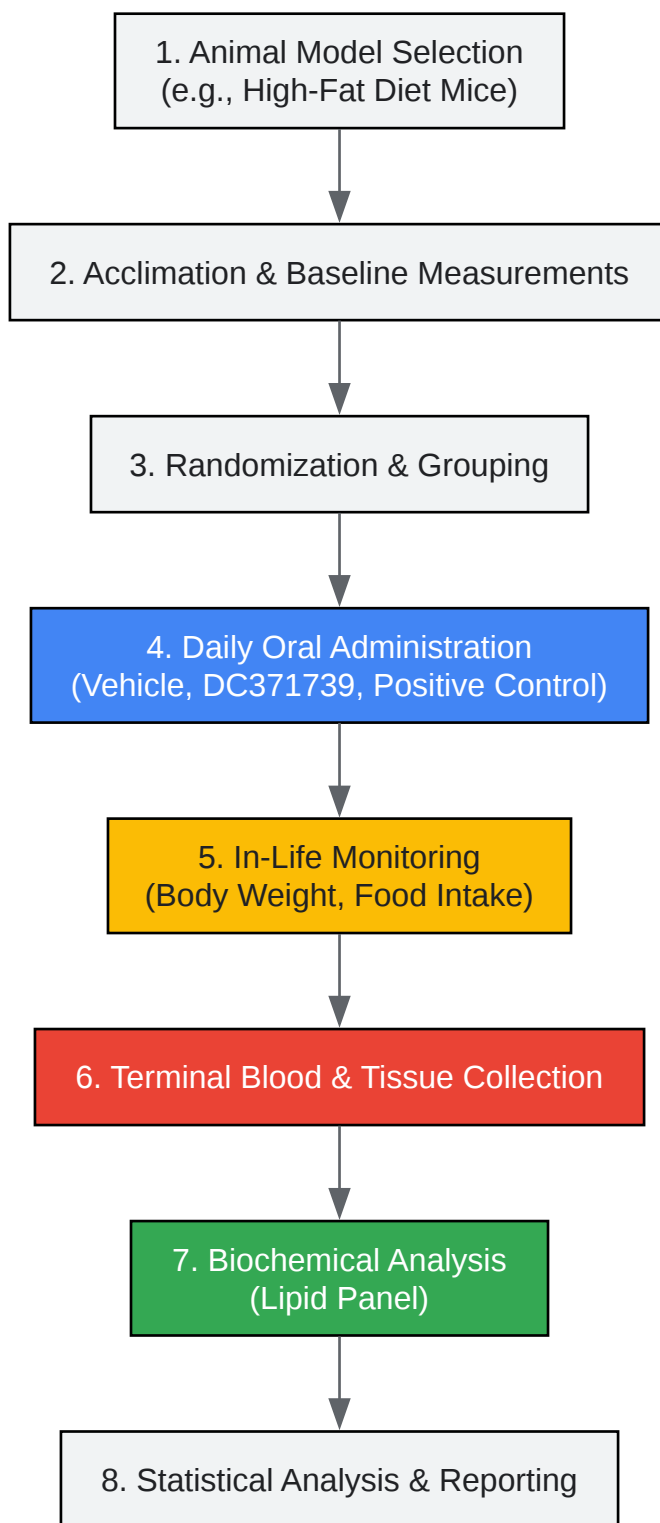 1. Animal Model Selection
(e.g., High-Fat Diet Mice)
2. Acclimation & Baseline Measurements
3. Randomization & Grouping
4. Daily Oral Administration
(Vehicle, DC371739, Positive Control)
5. In-Life Monitoring
(Body Weight, Food Intake)
6. Terminal Blood & Tissue Collection
7. Biochemical Analysis
(Lipid Panel)
8. Statistical Analysis & Reporting